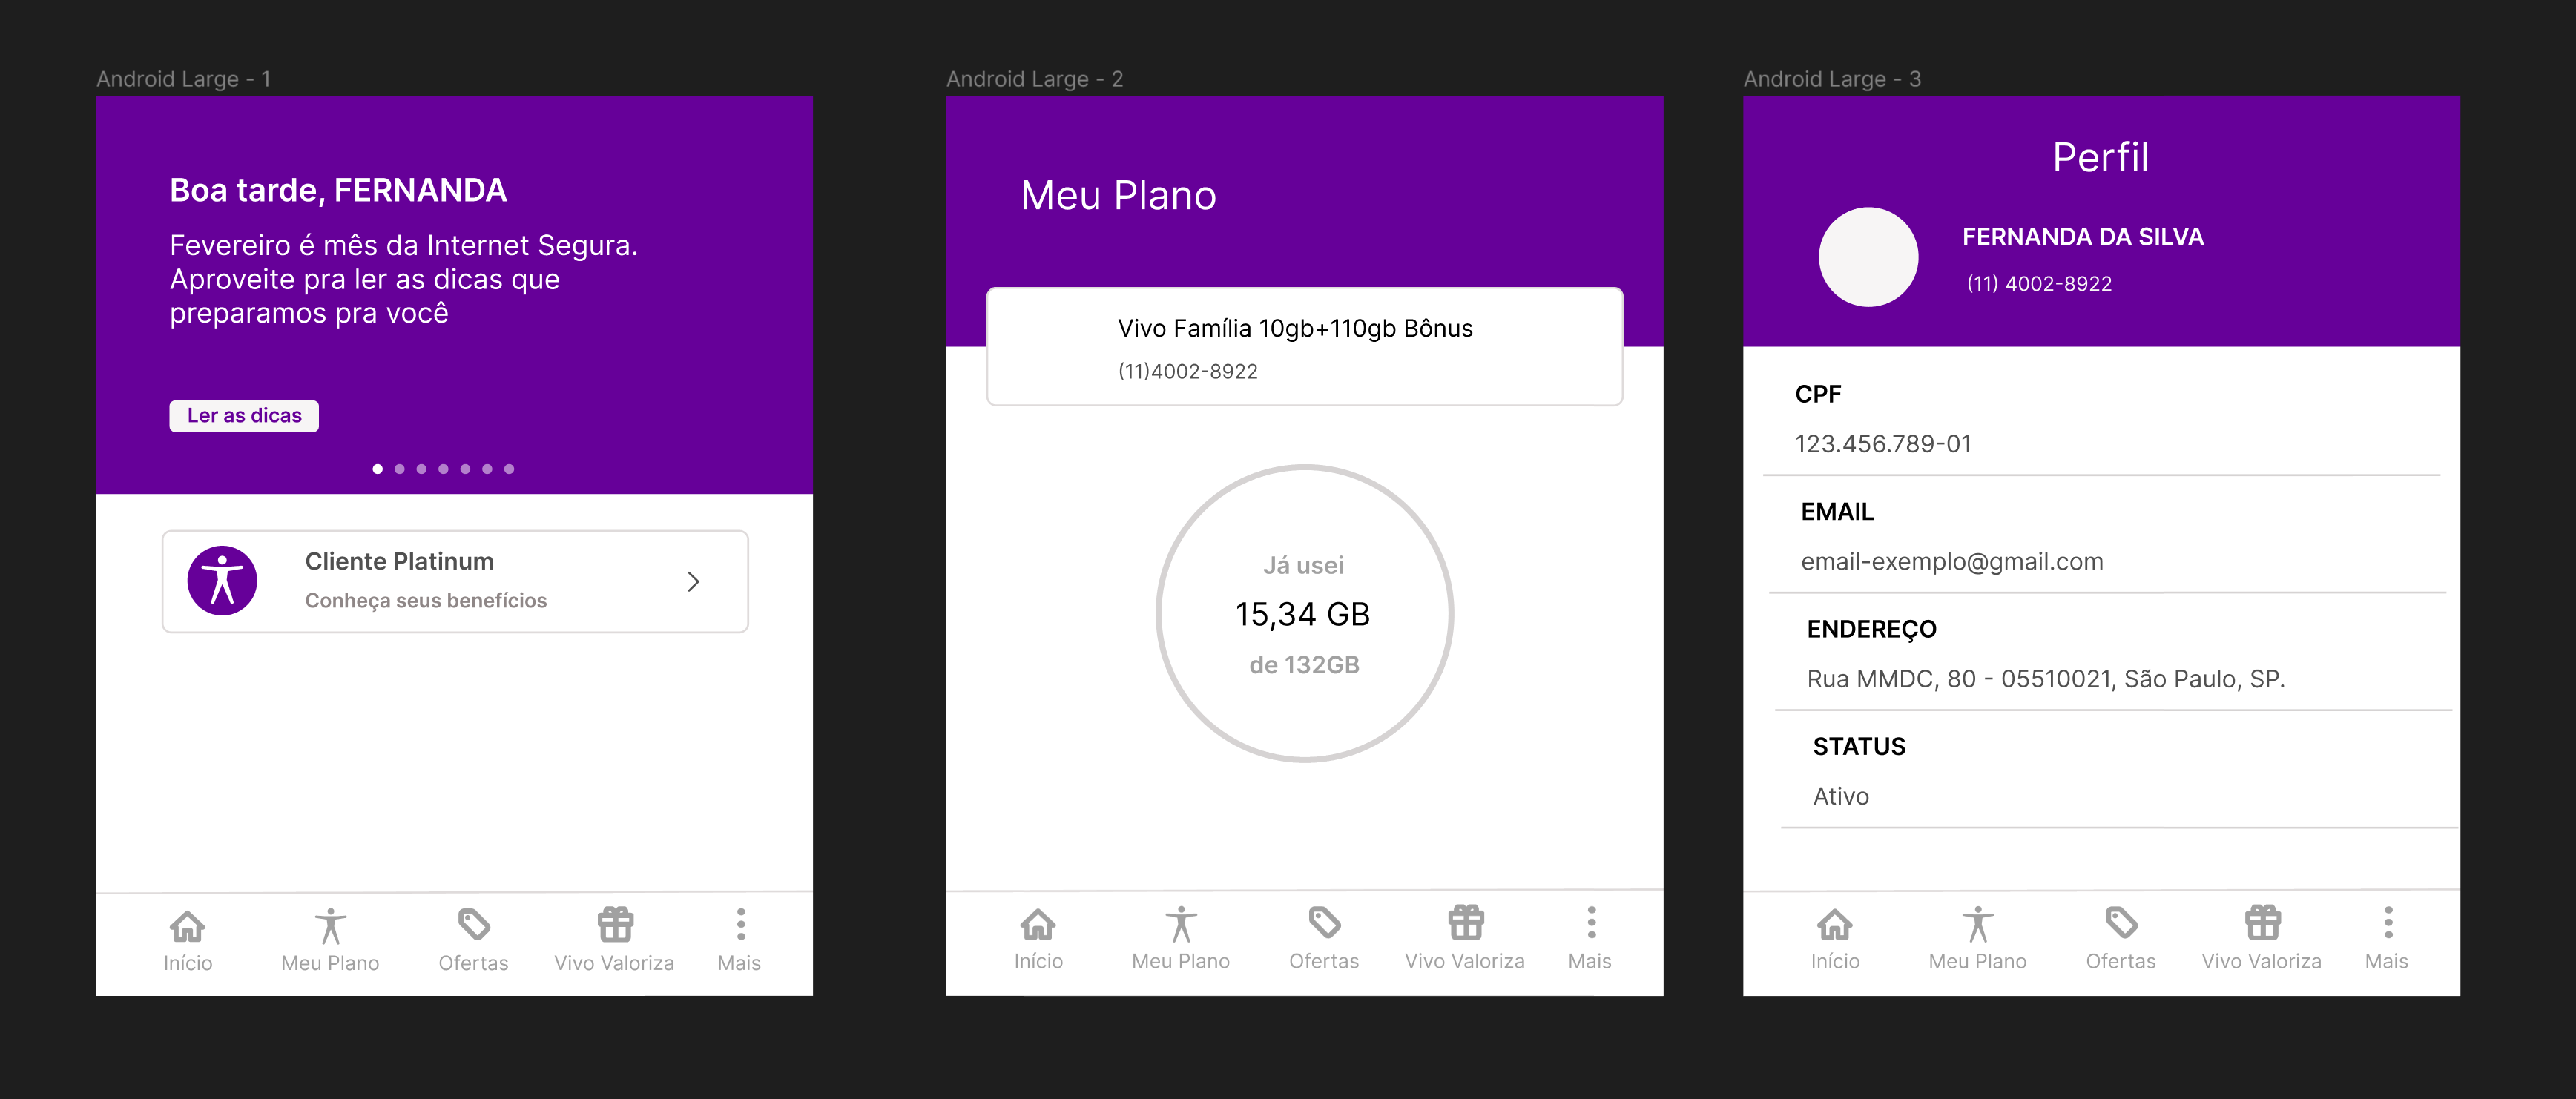 Android Large - 1
Boa tarde, FERNANDA
Fevereiro é mês da Internet Segura.
Aproveite pra ler as dicas que
preparamos pra você
Ler as dicas
Cliente Platinum
Conheça seus benefícios
Início
Meu Plano
Ofertas
Vivo Valoriza
Mais
Android Large - 2
Meu Plano
Vivo Família 10gb+110gb Bônus
(11)4002-8922
Já usei
15,34 GB
de 132GB
Início
Meu Plano
Ofertas
Vivo Valoriza
Mais
Android Large - 3
Perfil
FERNANDA DA SILVA
(11) 4002-8922
CPF
123.456.789-01
EMAIL
email-exemplo@gmail.com
ENDEREÇO
Rua MMDC, 80 - 05510021, São Paulo, SP.
STATUS
Ativo
Início
Meu Plano
Ofertas
Vivo Valoriza
Mais